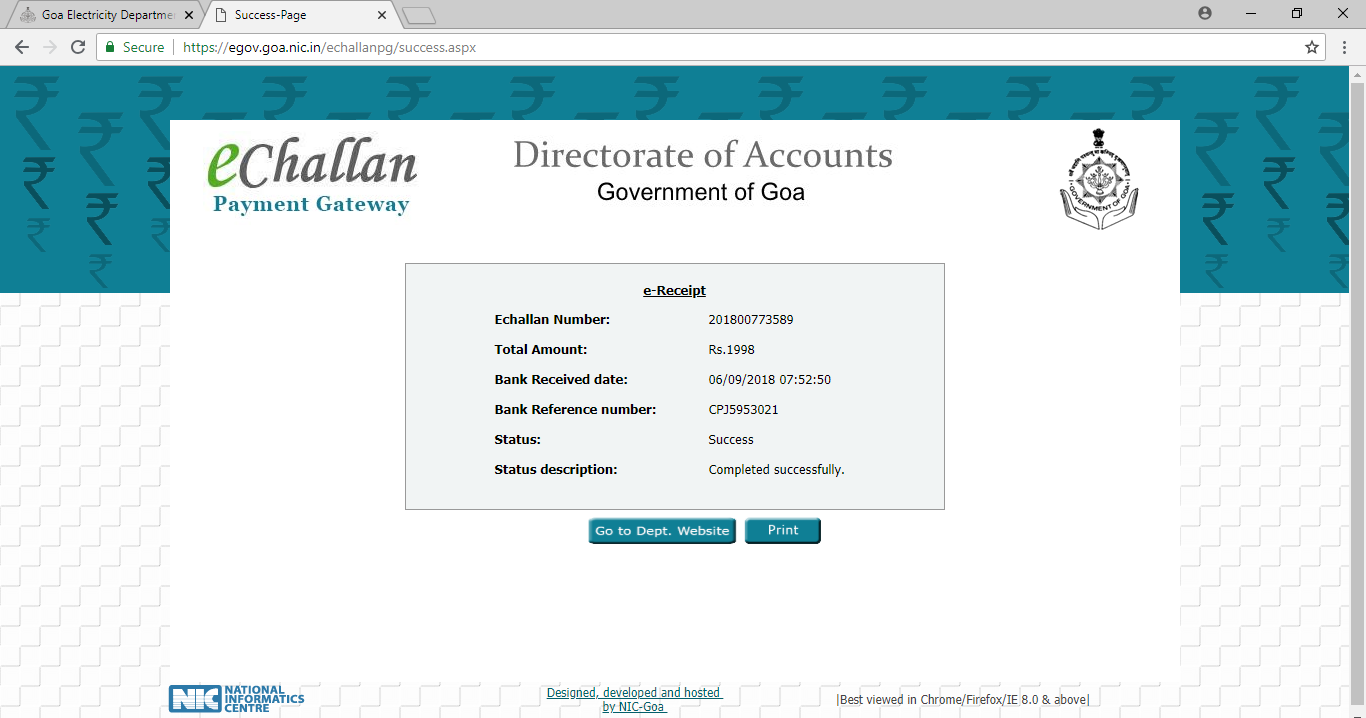 Goa Electricity Departme
Success-Page
Secure
https://egov.goa.nic.in/echallanpg/success.aspx
eChallan
Payment Gateway
Directorate of Accounts
Government of Goa
GOVERNMENT OF GOA
e-Receipt
Echallan Number: 201800773589
Total Amount: Rs.1998
Bank Received date: 06/09/2018 07:52:50
Bank Reference number: CPJ5953021
Status: Success
Status description: Completed successfully.
Go to Dept. Website
Print
NIC
NATIONAL
INFORMATICS
CENTRE
Designed, developed and hosted
by NIC-Goa
|Best viewed in Chrome/Firefox/IE 8.0 & above|